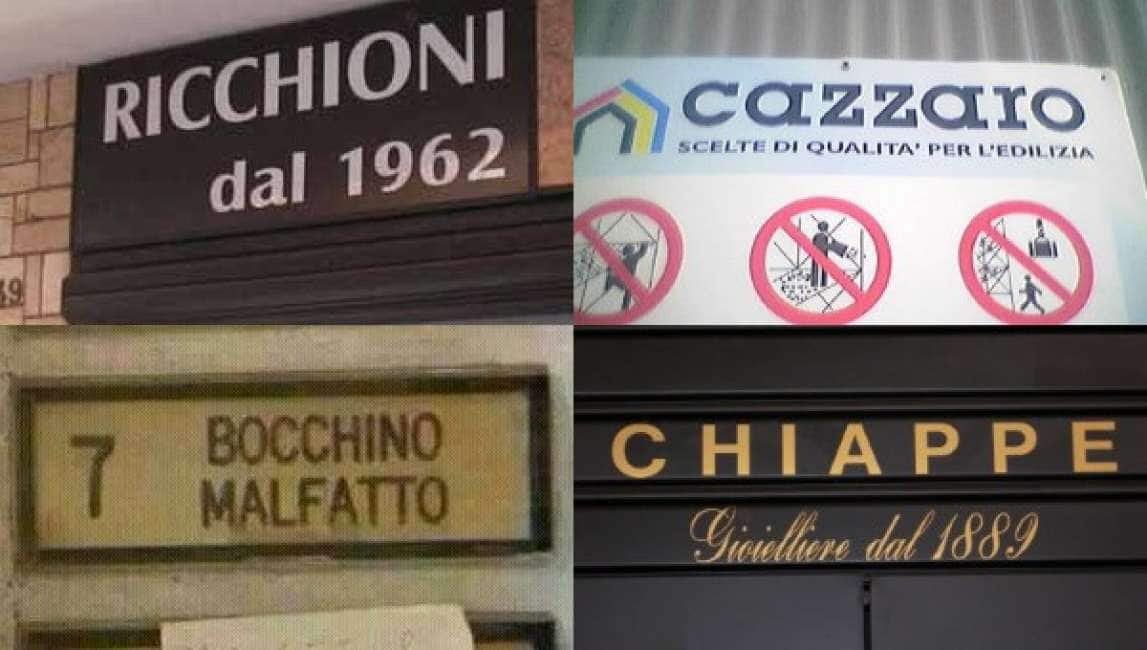 RICCHIONI
dal 1962
cazzaro
SCELTE DI QUALITA' PER L'EDILIZIA
7
BOCCHINO
MALFATTO
CHIAPPE
Gioielliere dal 1889